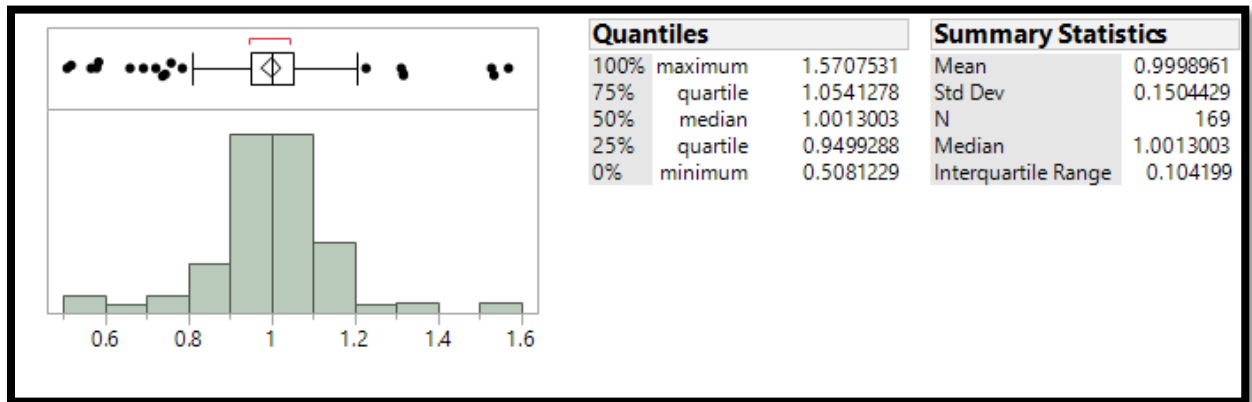 Quantiles
100% maximum 1.5707531
75% quartile 1.0541278
50% median 1.0013003
25% quartile 0.9499288
0% minimum 0.5081229
Summary Statistics
Mean 0.9998961
Std Dev 0.1504429
N 169
Median 1.0013003
Interquartile Range 0.104199
0.6 0.8 1 1.2 1.4 1.6